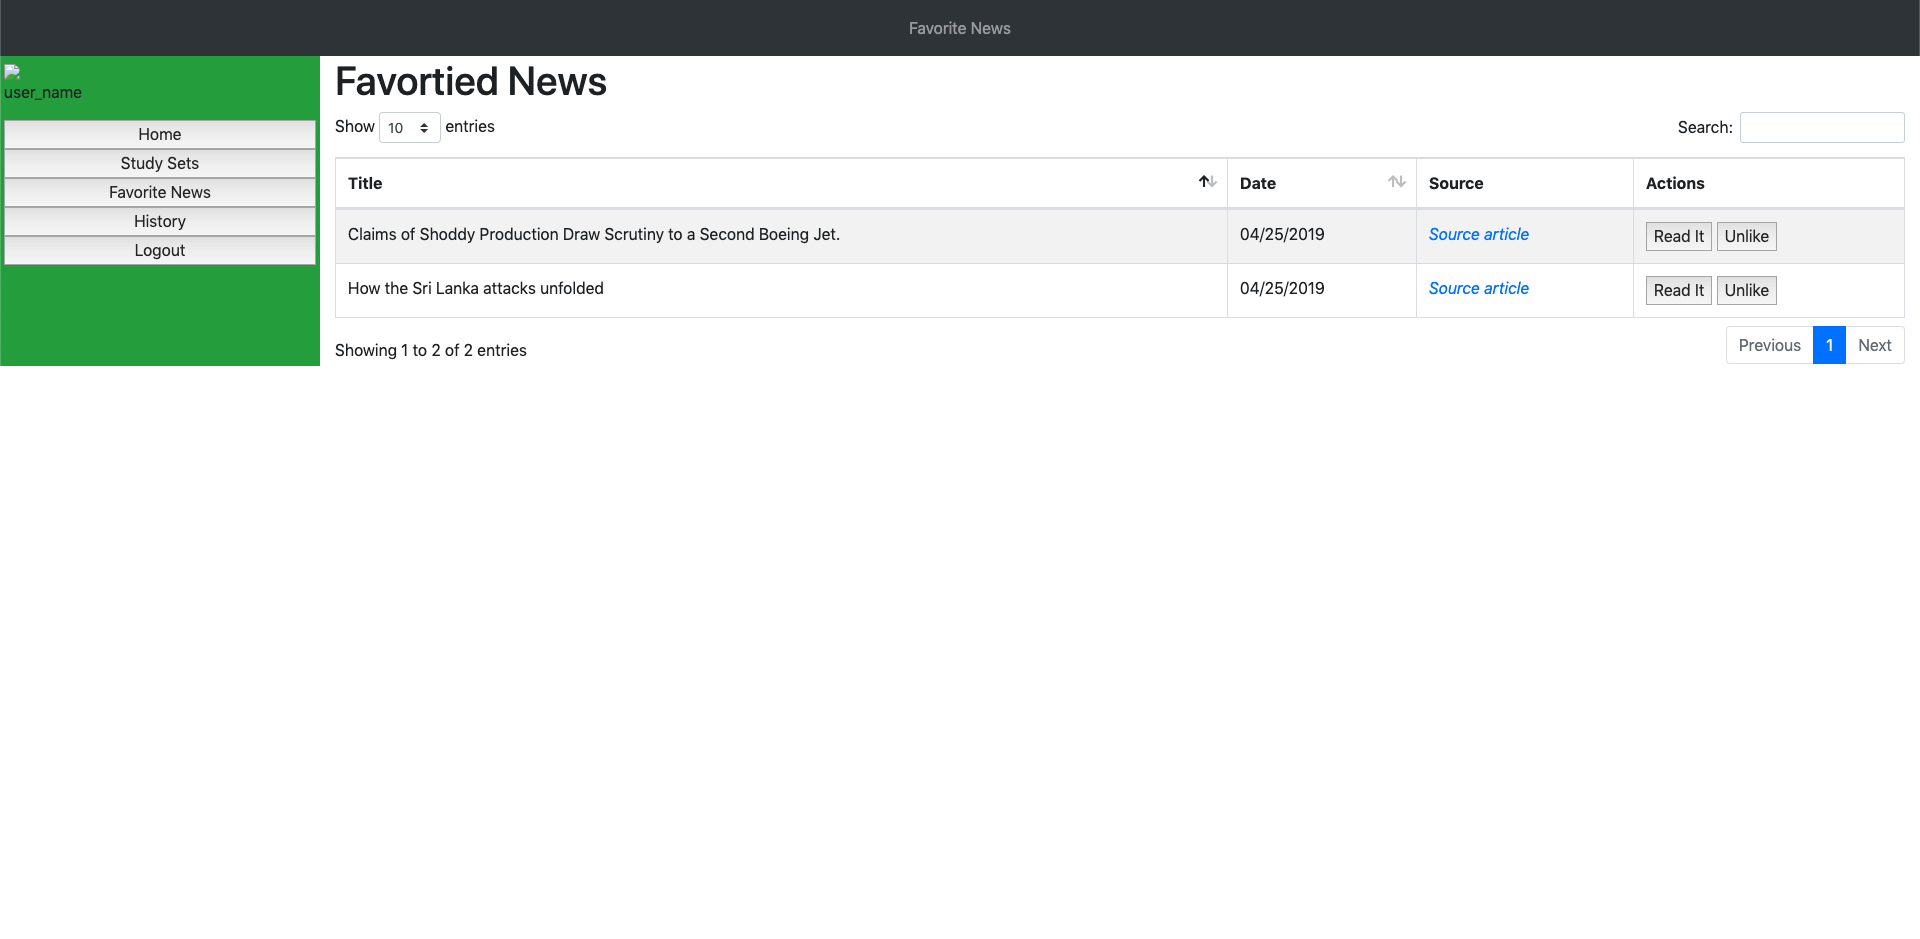 Favorite News
user_name
Home
Study Sets
Favorite News
History
Logout
Favortied News
Show 10 entries
Search:
Title Date Source Actions
Claims of Shoddy Production Draw Scrutiny to a Second Boeing Jet. 04/25/2019 Source article Read It Unlike
How the Sri Lanka attacks unfolded 04/25/2019 Source article Read It Unlike
Showing 1 to 2 of 2 entries
Previous 1 Next